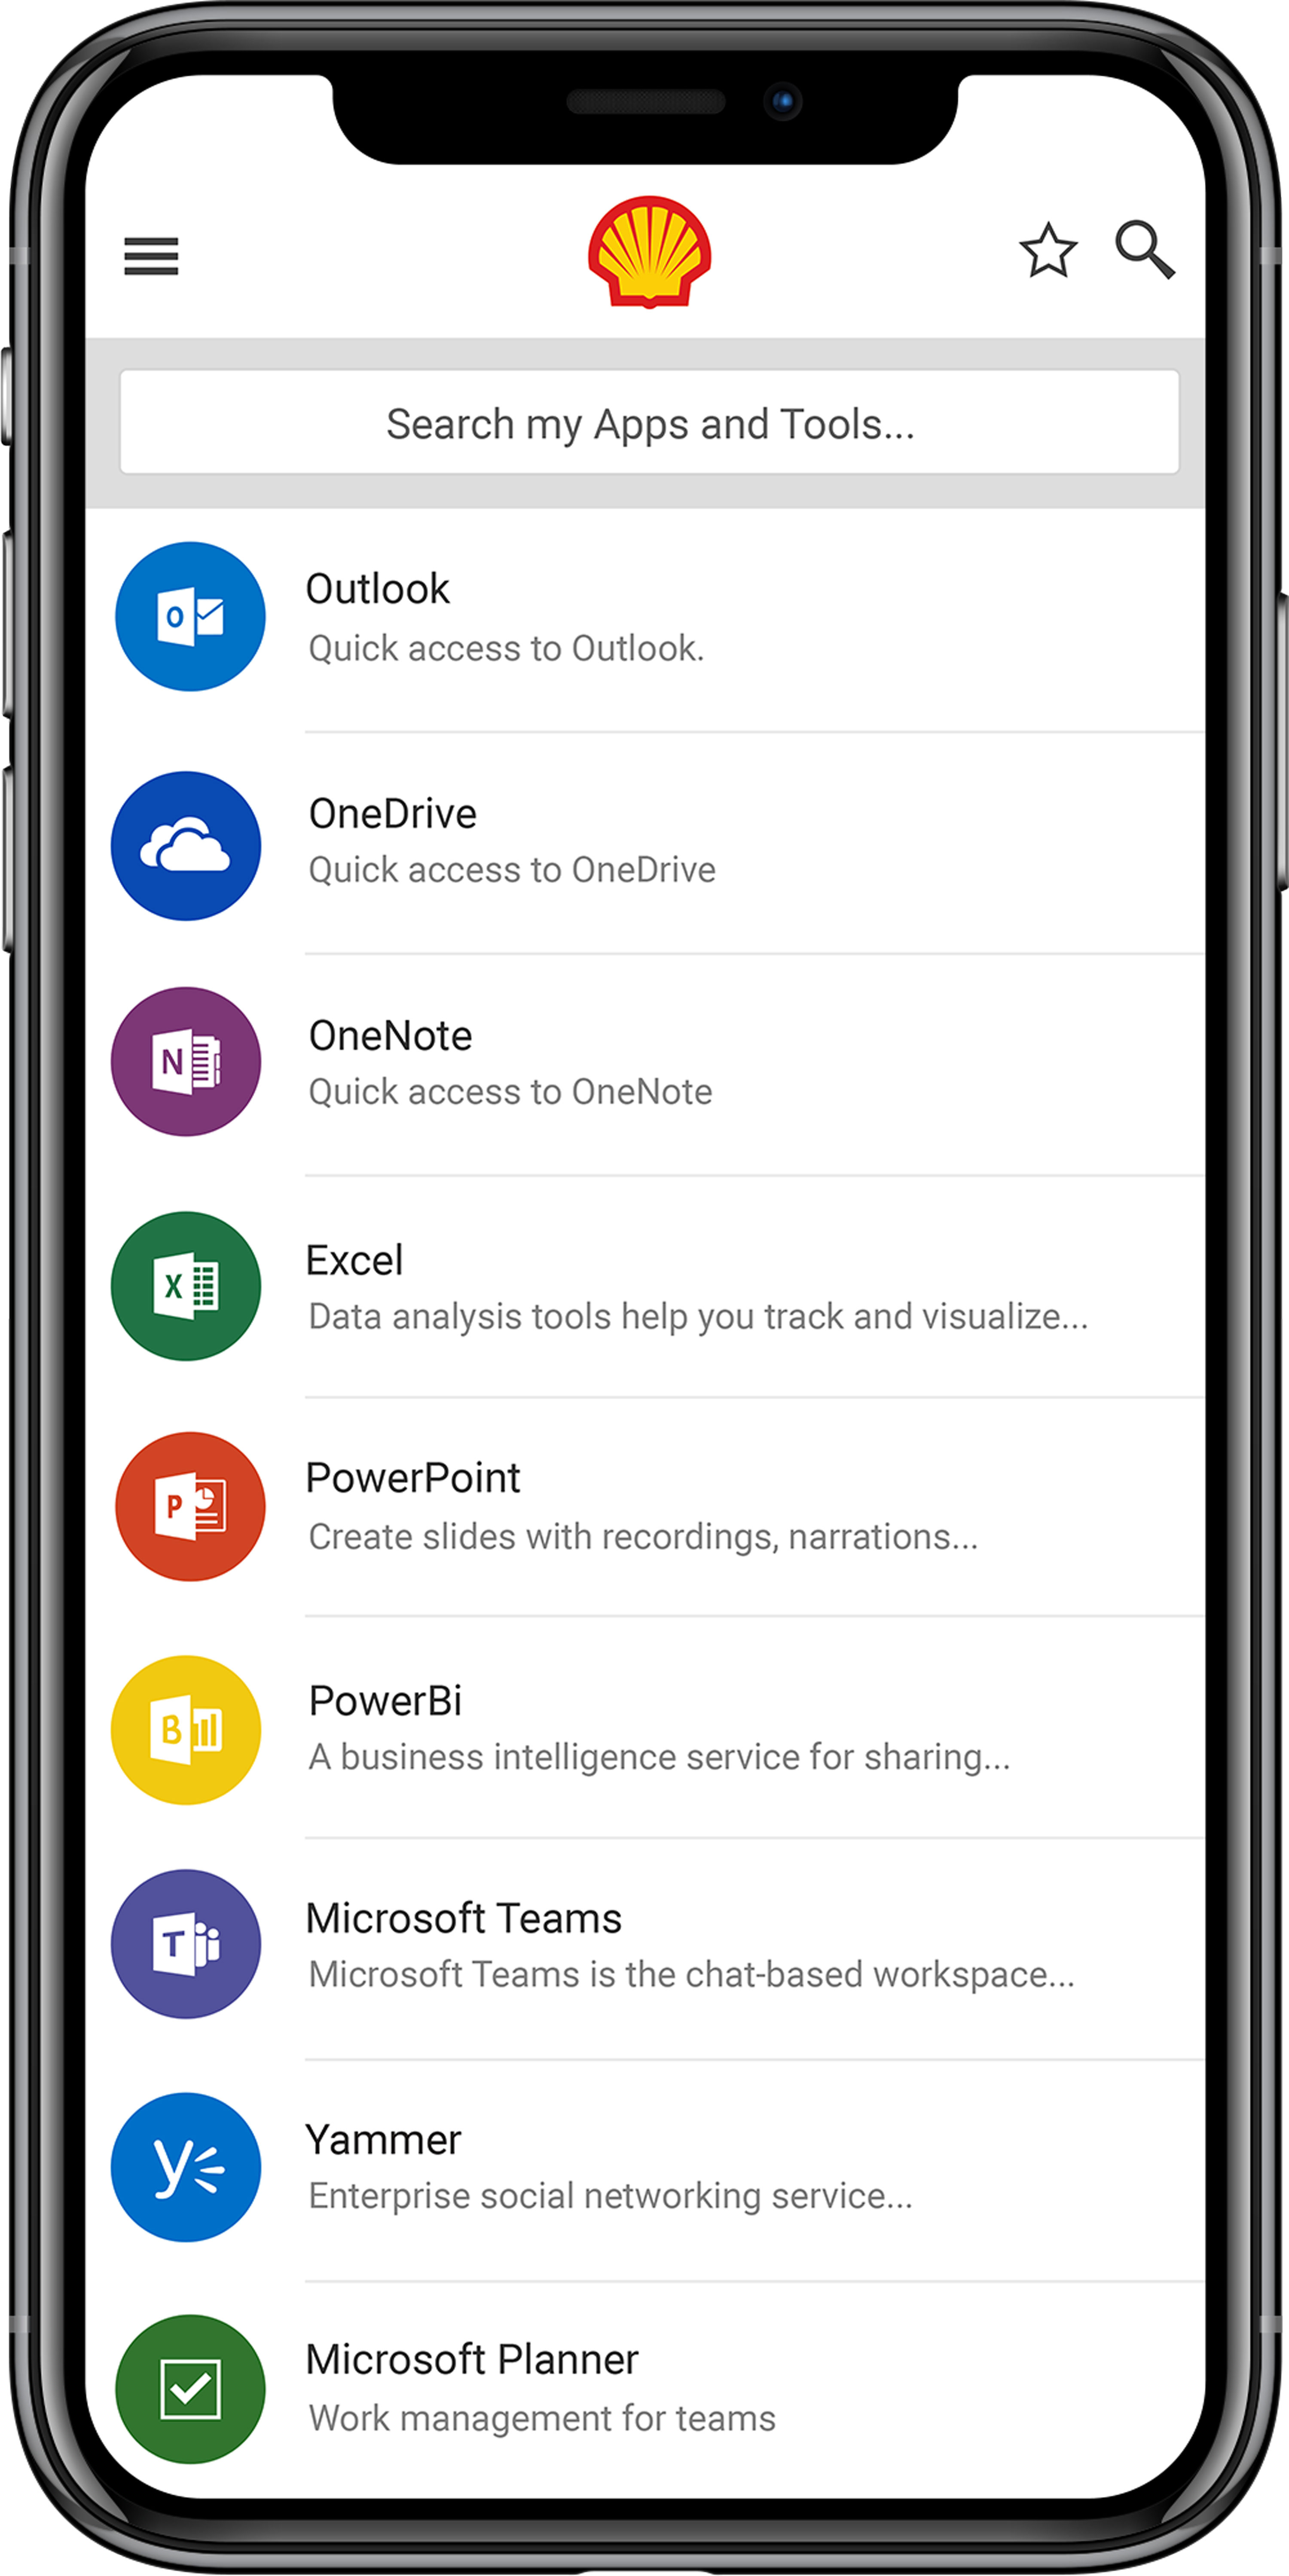 Search my Apps and Tools...
Outlook
Quick access to Outlook.
OneDrive
Quick access to OneDrive
N
OneNote
Quick access to OneNote
X
Excel
Data analysis tools help you track and visualize...
P
PowerPoint
Create slides with recordings, narrations...
B
PowerBi
A business intelligence service for sharing...
T
Microsoft Teams
Microsoft Teams is the chat-based workspace...
y
Yammer
Enterprise social networking service...
Microsoft Planner
Work management for teams